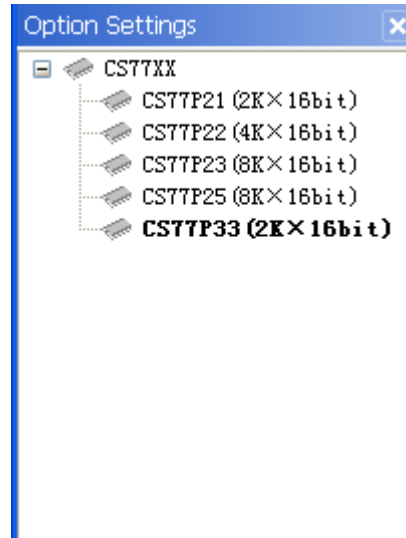 Option Settings
CS77XX
CS77P21 (2K×16bit)
CS77P22 (4K×16bit)
CS77P23 (8K×16bit)
CS77P25 (8K×16bit)
CS77P33 (2K×16bit)